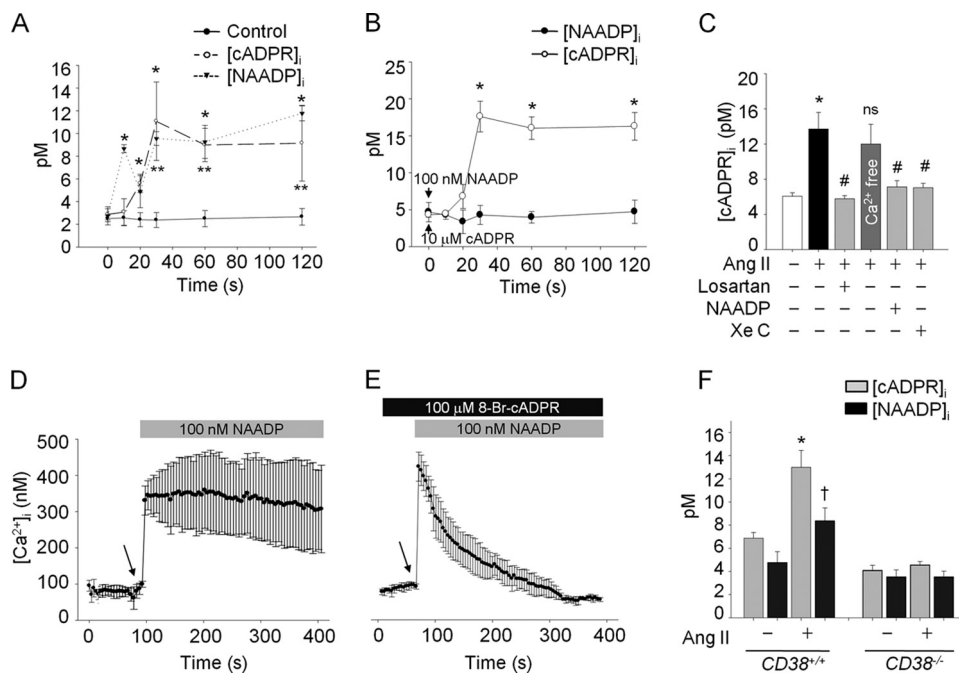 A
Control
[cADPR]i
[NAADP]i
16
14
12
10
8
6
4
2
0
pM
*
*
*
*
*
**
**
**
0 20 40 60 80 100 120
Time (s)
B
[NAADP]i
[cADPR]i
25
20
15
10
5
0
pM
*
*
*
100 nM NAADP
10 μM cADPR
0 20 40 60 80 100 120
Time (s)
C
20
15
10
5
0
[cADPR]i (pM)
*
#
ns
Ca2+ free
#
#
Ang II − + + + + +
Losartan − − + − − −
NAADP − − − − + −
Xe C − − − − − +
D
100 nM NAADP
500
400
300
200
100
0
[Ca2+]i (nM)
0 100 200 300 400
Time (s)
E
100 μM 8-Br-cADPR
100 nM NAADP
0 100 200 300 400
Time (s)
F
[cADPR]i
[NAADP]i
16
14
12
10
8
6
4
2
0
pM
*
†
Ang II − + − +
CD38+/+ CD38-/-